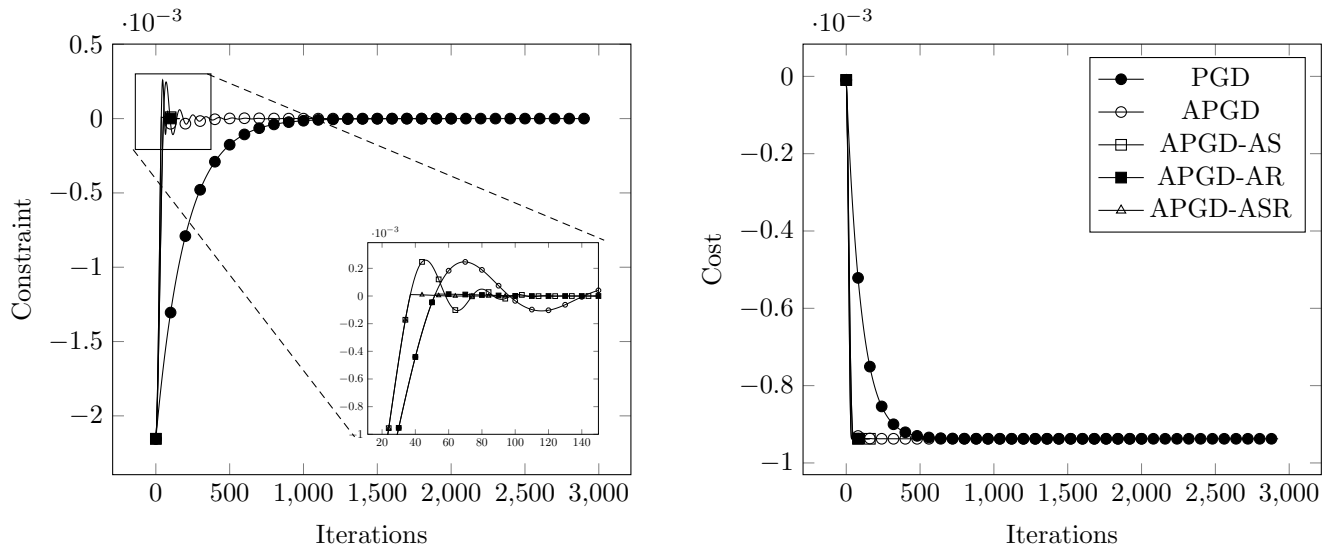 ·10−3
0.5
0
−0.5
−1
−1.5
−2
Constraint
0 500 1,000 1,500 2,000 2,500 3,000
Iterations
·10−3
0.2
0
−0.2
−0.4
−0.6
−0.8
−1
20 40 60 80 100 120 140
·10−3
0
−0.2
−0.4
−0.6
−0.8
−1
Cost
0 500 1,000 1,500 2,000 2,500 3,000
Iterations
PGD
APGD
APGD-AS
APGD-AR
APGD-ASR